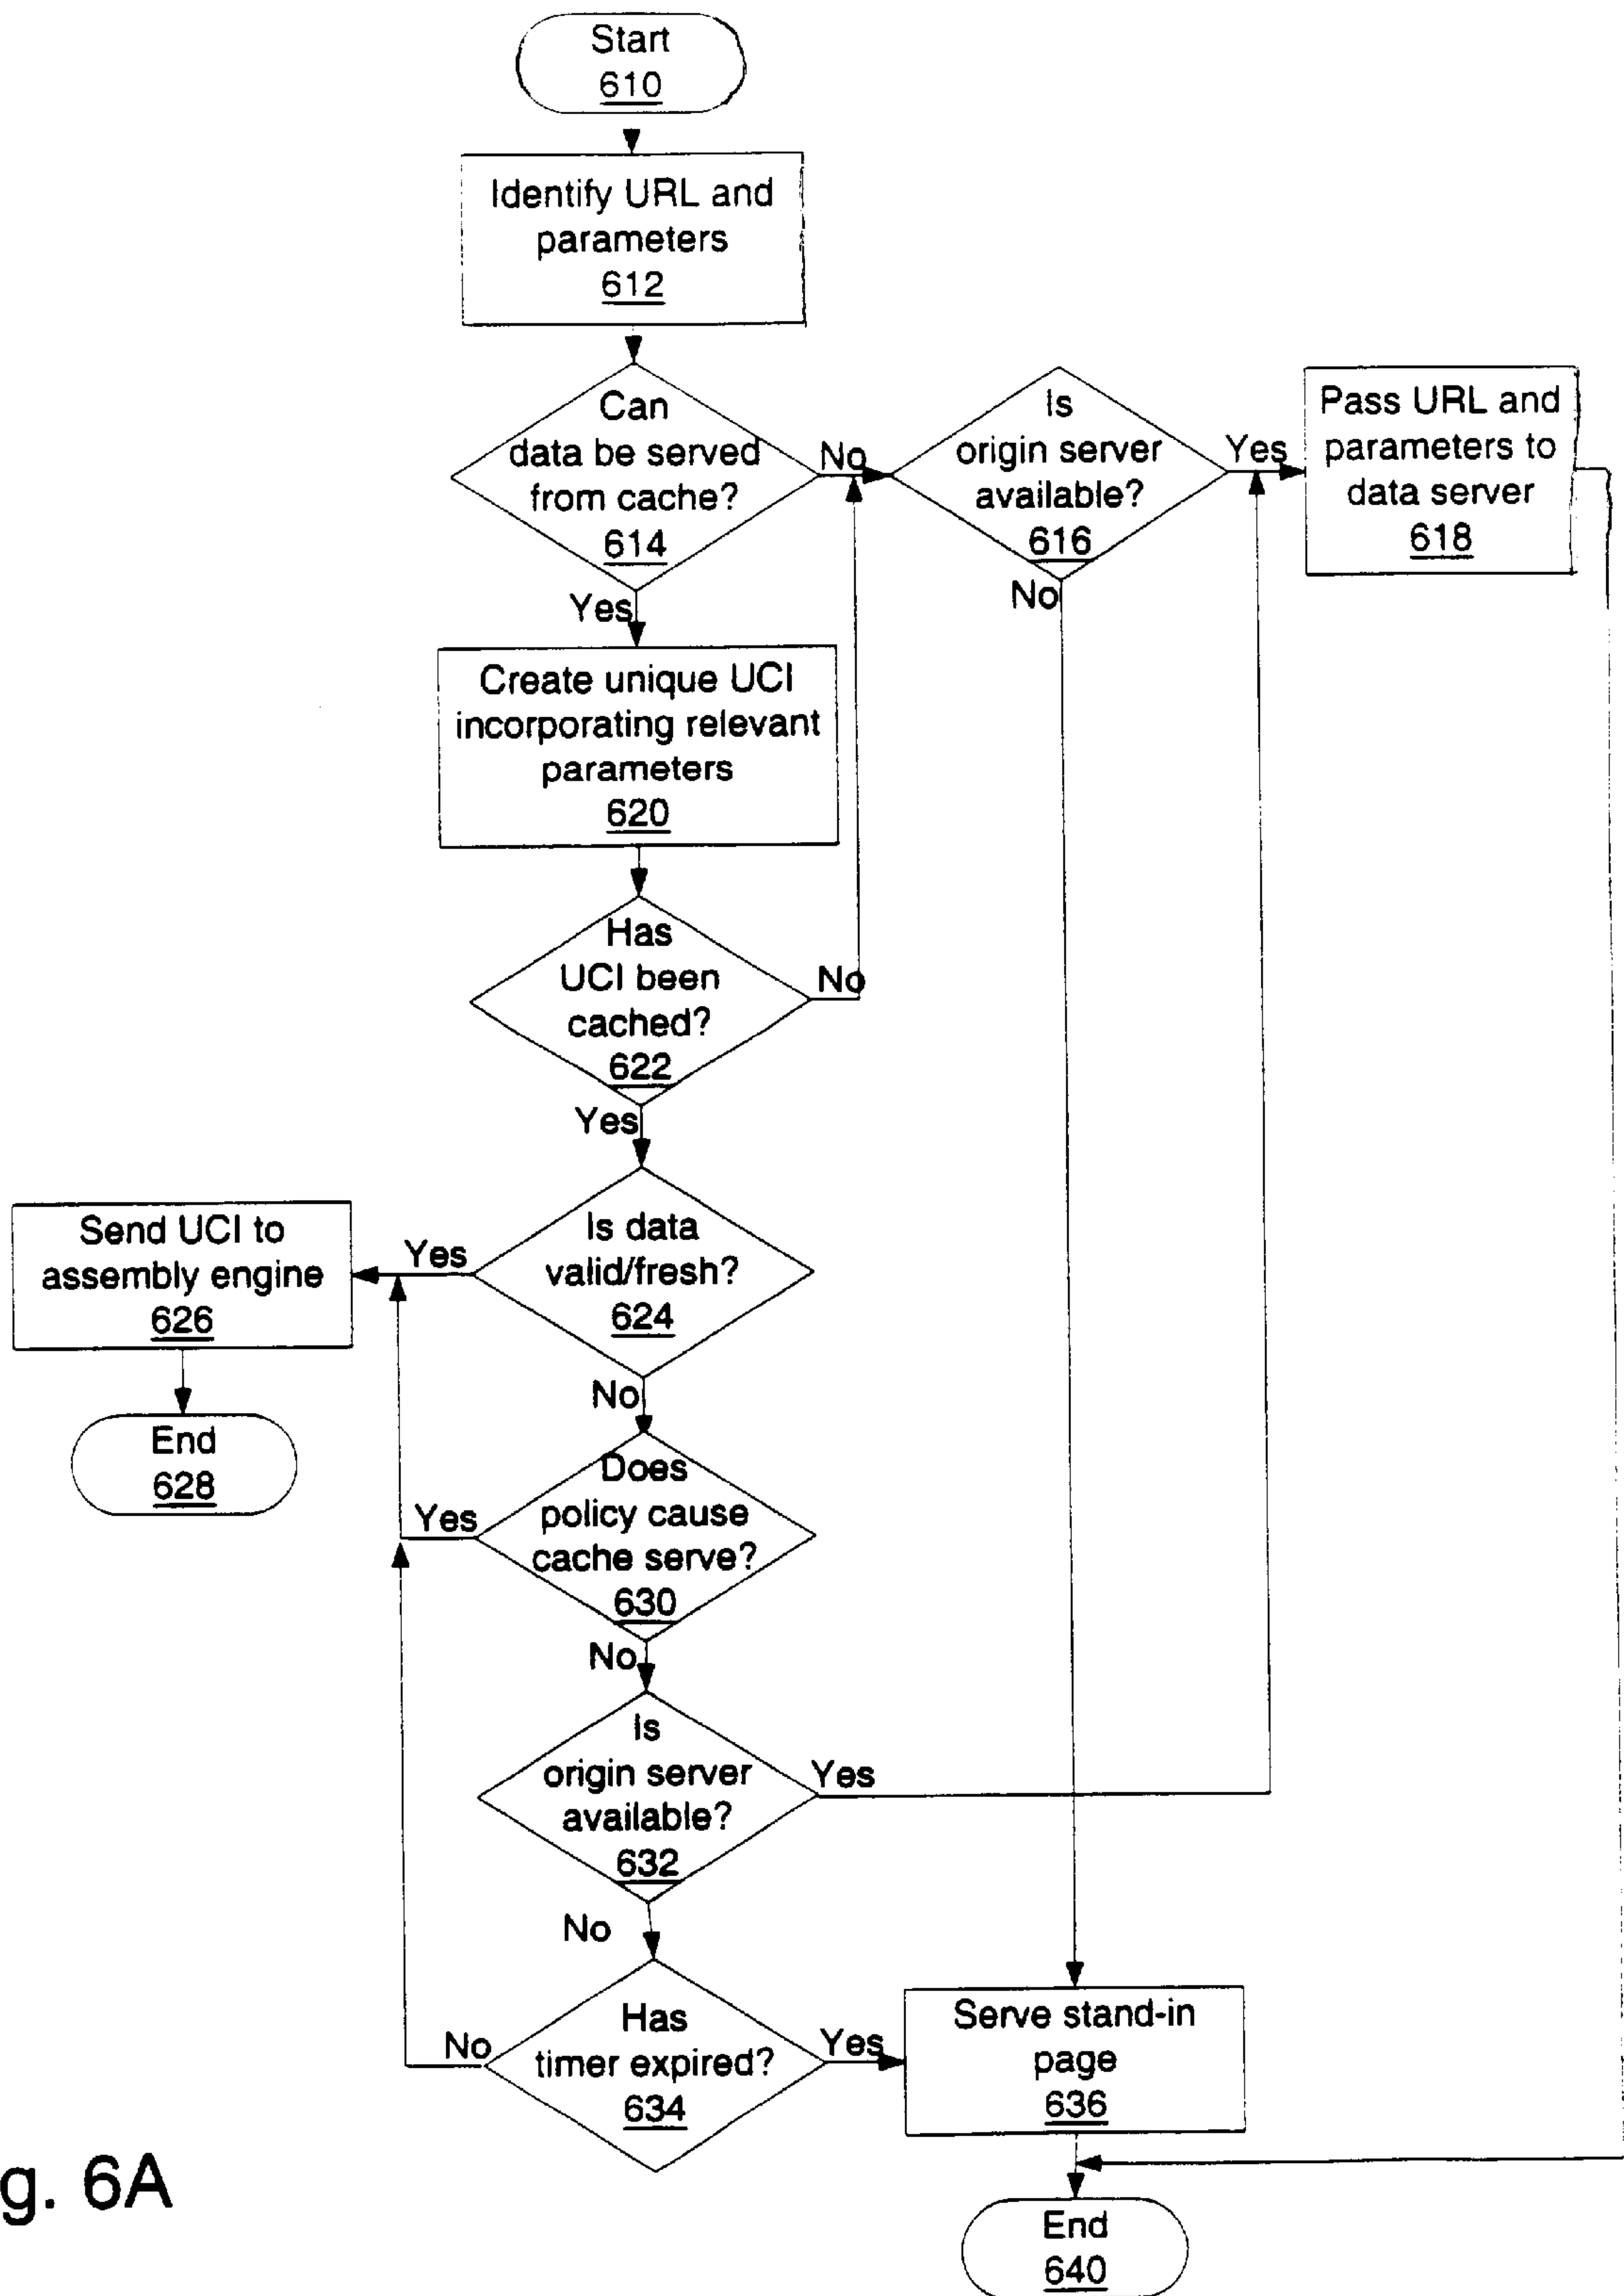 Start
610
Identify URL and
parameters
612
Can
data be served
from cache?
614
No
Is
origin server
available?
616
Yes
Pass URL and
parameters to
data server
618
No
Yes
Create unique UCI
incorporating relevant
parameters
620
Has
UCI been
cached?
622
No
Yes
Send UCI to
assembly engine
626
Yes
Is data
valid/fresh?
624
No
End
628
Yes
Does
policy cause
cache serve?
630
No
Is
origin server
available?
632
Yes
No
No
Has
timer expired?
634
Yes
Serve stand-in
page
636
g. 6A
End
640